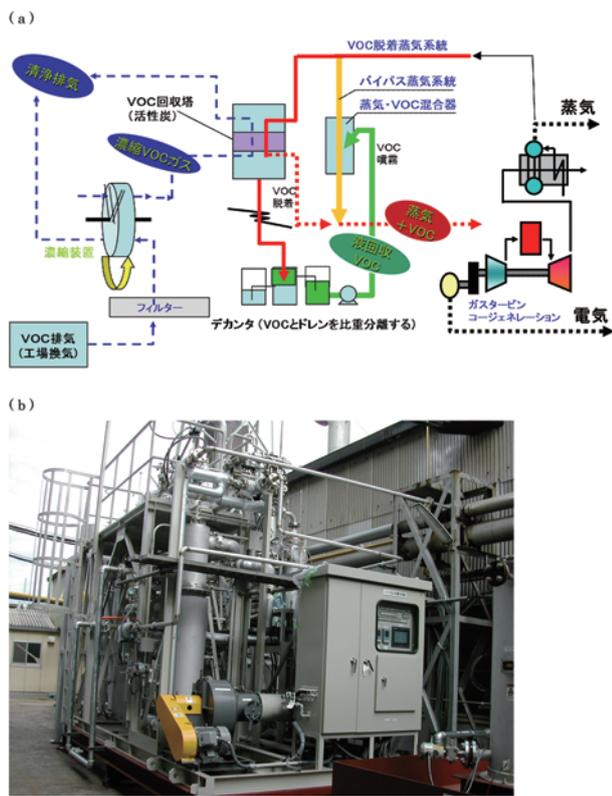 (a)
VOC脱着蒸気系統
清浄排気
バイパス蒸気系統
蒸気・VOC混合器
VOC回収塔
(活性炭)
蒸気
濃縮VOCガス
VOC
噴霧
VOC
脱着
蒸気
+VOC
液回収
VOC
濃縮装置
フィルター
ガスタービン
コージェネレーション
デカンタ(VOCとドレンを比重分離する)
電気
VOC排気
(工場換気)
(b)